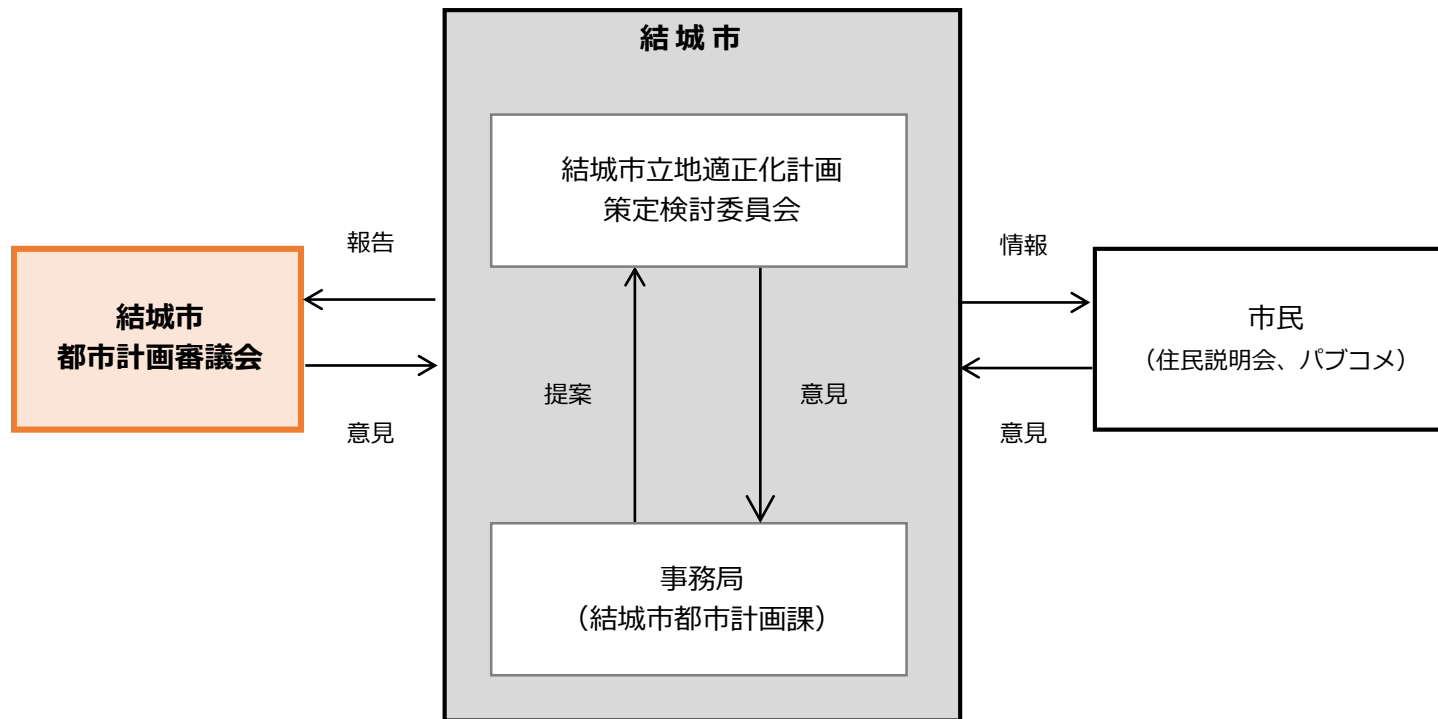 結城市
結城市立地適正化計画
策定検討委員会
報告
情報
結城市
都市計画審議会
市民
（住民説明会、パブコメ）
提案
意見
意見
意見
事務局
（結城市都市計画課）